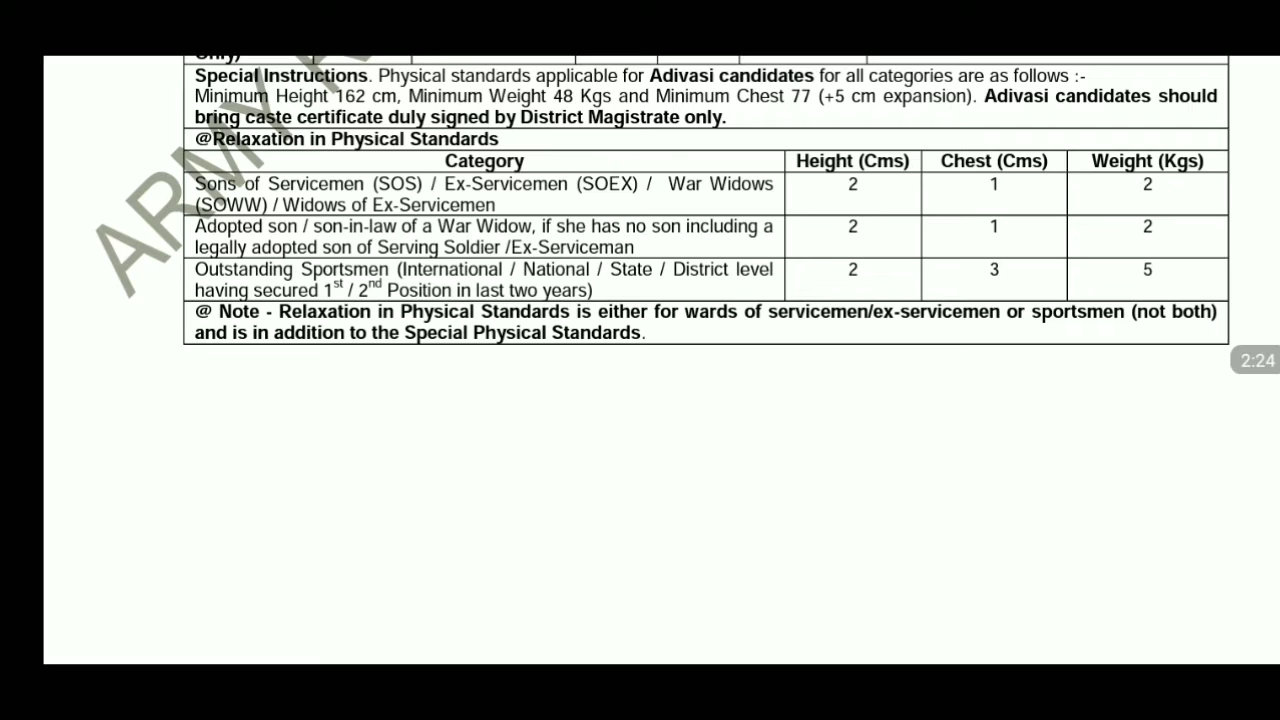 Only)
Special Instructions. Physical standards applicable for Adivasi candidates for all categories are as follows :-
Minimum Height 162 cm, Minimum Weight 48 Kgs and Minimum Chest 77 (+5 cm expansion). Adivasi candidates should
bring caste certificate duly signed by District Magistrate only.
@Relaxation in Physical Standards
Category Height (Cms) Chest (Cms) Weight (Kgs)
Sons of Servicemen (SOS) / Ex-Servicemen (SOEX) / War Widows 2 1 2
(SOWW) / Widows of Ex-Servicemen
Adopted son / son-in-law of a War Widow, if she has no son including a 2 1 2
legally adopted son of Serving Soldier /Ex-Serviceman
Outstanding Sportsmen (International / National / State / District level 2 3 5
having secured 1st / 2nd Position in last two years)
@ Note - Relaxation in Physical Standards is either for wards of servicemen/ex-servicemen or sportsmen (not both)
and is in addition to the Special Physical Standards.
ARMY
2:24